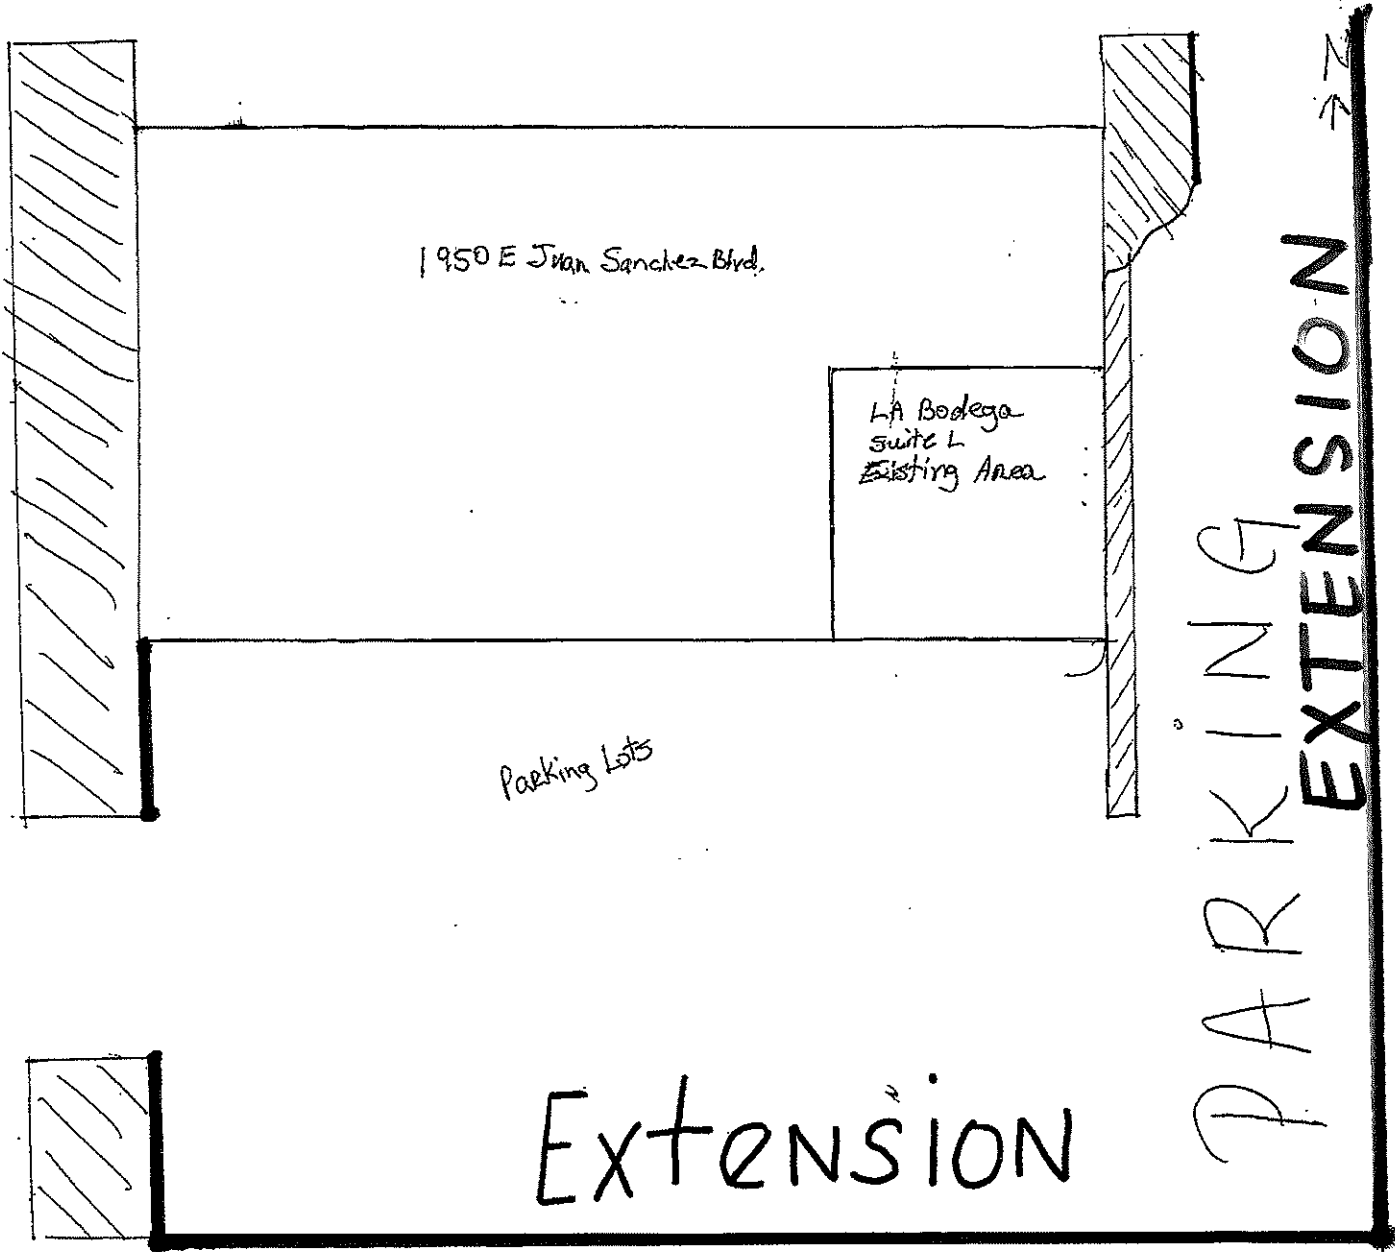 1950 E Juan Sanchez Blvd.
LA Bodega
Suite L
Existing Area
Parking Lots
ExteNSiON
PARKiNG
EXTENSION